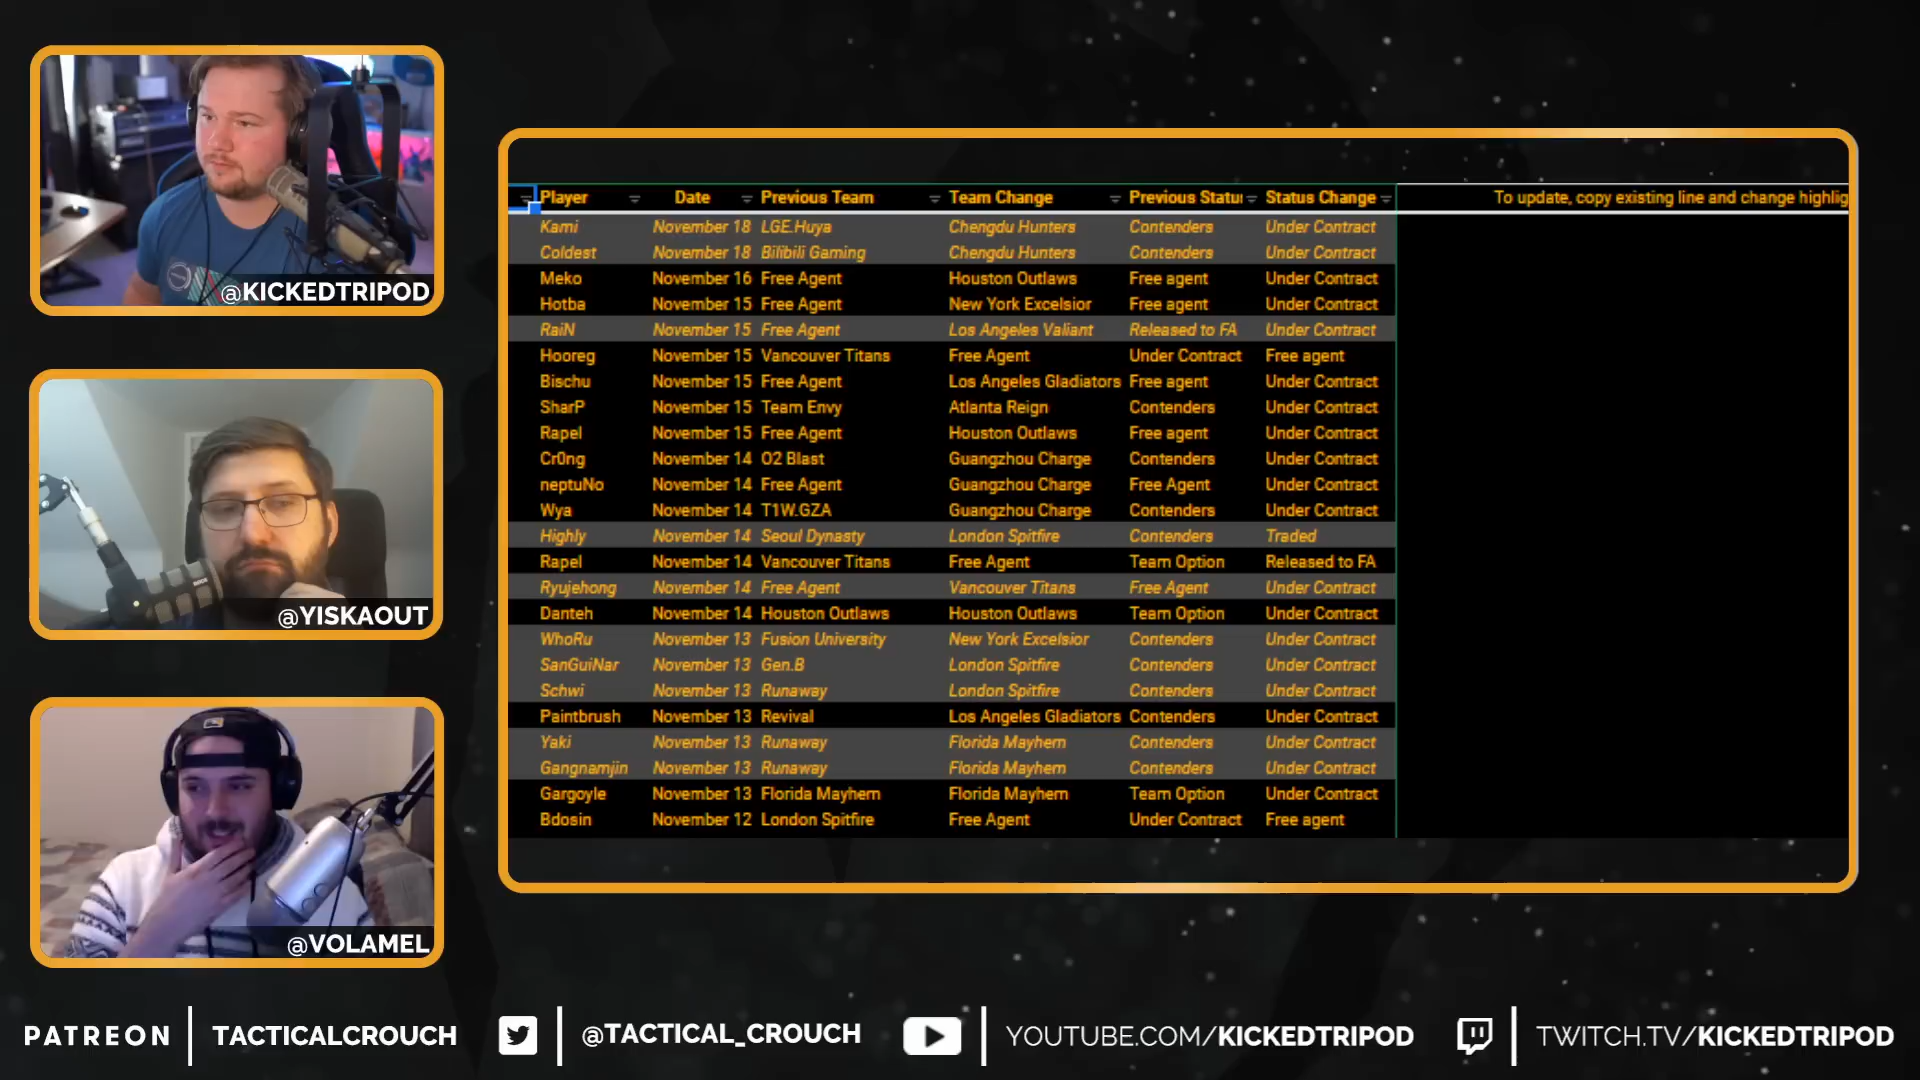 @KICKEDTRIPOD
@YISKAOUT
@VOLAMEL
Player Date Previous Team Team Change Previous Statu Status Change To update, copy existing line and change highlig
Kami November 18 LGE.Huya Chengdu Hunters Contenders Under Contract
Coldest November 18 Bilibili Gaming Chengdu Hunters Contenders Under Contract
Meko November 16 Free Agent Houston Outlaws Free agent Under Contract
Hotba November 15 Free Agent New York Excelsior Free agent Under Contract
RaiN November 15 Free Agent Los Angeles Valiant Released to FA Under Contract
Hooreg November 15 Vancouver Titans Free Agent Under Contract Free agent
Bischu November 15 Free Agent Los Angeles Gladiators Free agent Under Contract
SharP November 15 Team Envy Atlanta Reign Contenders Under Contract
Rapel November 15 Free Agent Houston Outlaws Free agent Under Contract
Cr0ng November 14 O2 Blast Guangzhou Charge Contenders Under Contract
neptuNo November 14 Free Agent Guangzhou Charge Free Agent Under Contract
Wya November 14 T1W.GZA Guangzhou Charge Contenders Under Contract
Highly November 14 Seoul Dynasty London Spitfire Contenders Traded
Rapel November 14 Vancouver Titans Free Agent Team Option Released to FA
Ryujehong November 14 Free Agent Vancouver Titans Free Agent Under Contract
Danteh November 14 Houston Outlaws Houston Outlaws Team Option Under Contract
WhoRu November 13 Fusion University New York Excelsior Contenders Under Contract
SanGuiNar November 13 Gen.B London Spitfire Contenders Under Contract
Schwi November 13 Runaway London Spitfire Contenders Under Contract
Paintbrush November 13 Revival Los Angeles Gladiators Contenders Under Contract
Yaki November 13 Runaway Florida Mayhem Contenders Under Contract
Gangnamjin November 13 Runaway Florida Mayhem Contenders Under Contract
Gargoyle November 13 Florida Mayhem Florida Mayhem Team Option Under Contract
Bdosin November 12 London Spitfire Free Agent Under Contract Free agent
PATREON TACTICALCROUCH @TACTICAL_CROUCH YOUTUBE.COM/KICKEDTRIPOD TWITCH.TV/KICKEDTRIPOD